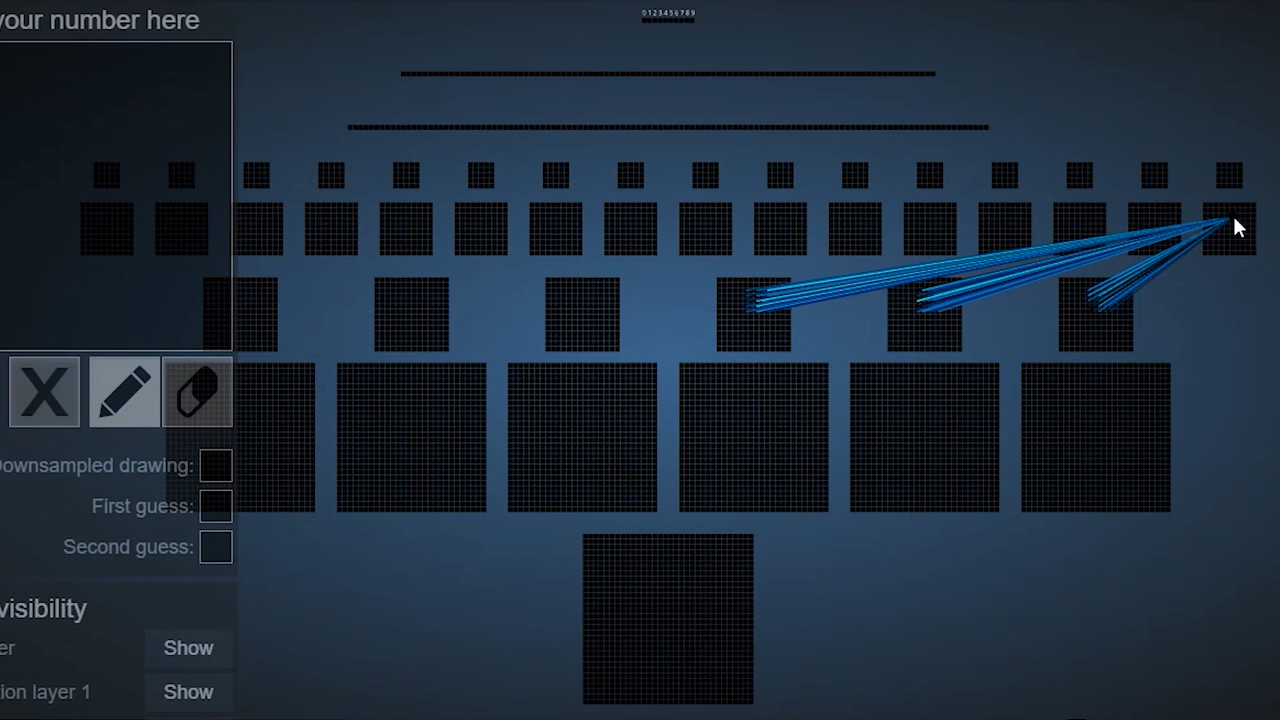 your number here
0123456789
Downsampled drawing:
First guess:
Second guess:
visibility
er Show
tion layer 1 Show